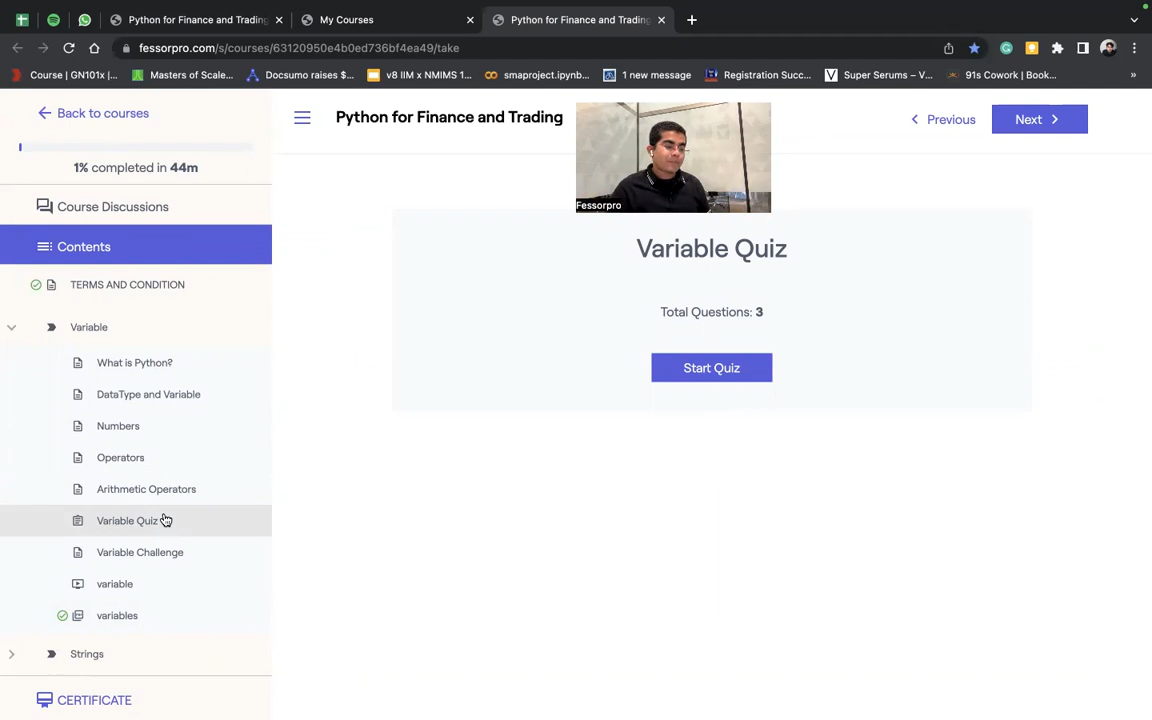 Python for Finance and Trading
My Courses
Python for Finance and Trading
fessorpro.com/s/courses/63120950e4b0ed736bf4ea49/take
Course | GN101x |...
Masters of Scale...
Docsumo raises $...
v8 IIM x NMIMS 1...
smaproject.ipynb...
1 new message
Registration Succ...
Super Serums – V...
91s Cowork | Book...
»
Back to courses
1% completed in 44m
Course Discussions
Contents
TERMS AND CONDITION
Variable
What is Python?
DataType and Variable
Numbers
Operators
Arithmetic Operators
Variable Quiz
Variable Challenge
variable
variables
Strings
CERTIFICATE
Python for Finance and Trading
Previous
Next
Fessorpro
Variable Quiz
Total Questions: 3
Start Quiz